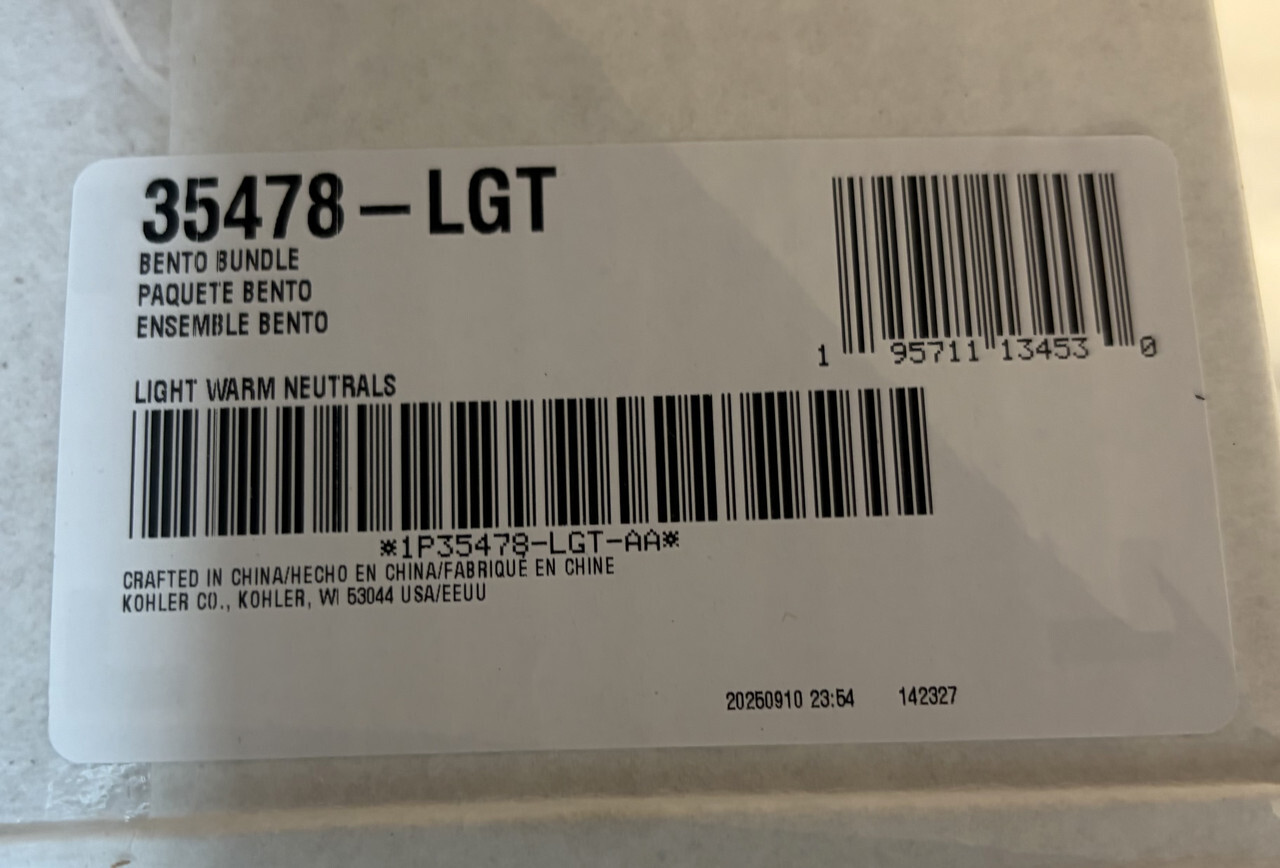 35478-LGT
BENTO BUNDLE
PAQUETE BENTO
ENSEMBLE BENTO
1 95711 13453 0
LIGHT WARM NEUTRALS
*1P35478-LGT-AA*
CRAFTED IN CHINA/HECHO EN CHINA/FABRIQUÉ EN CHINE
KOHLER CO., KOHLER, WI 53044 USA/EEUU
20250910 23:54 142327